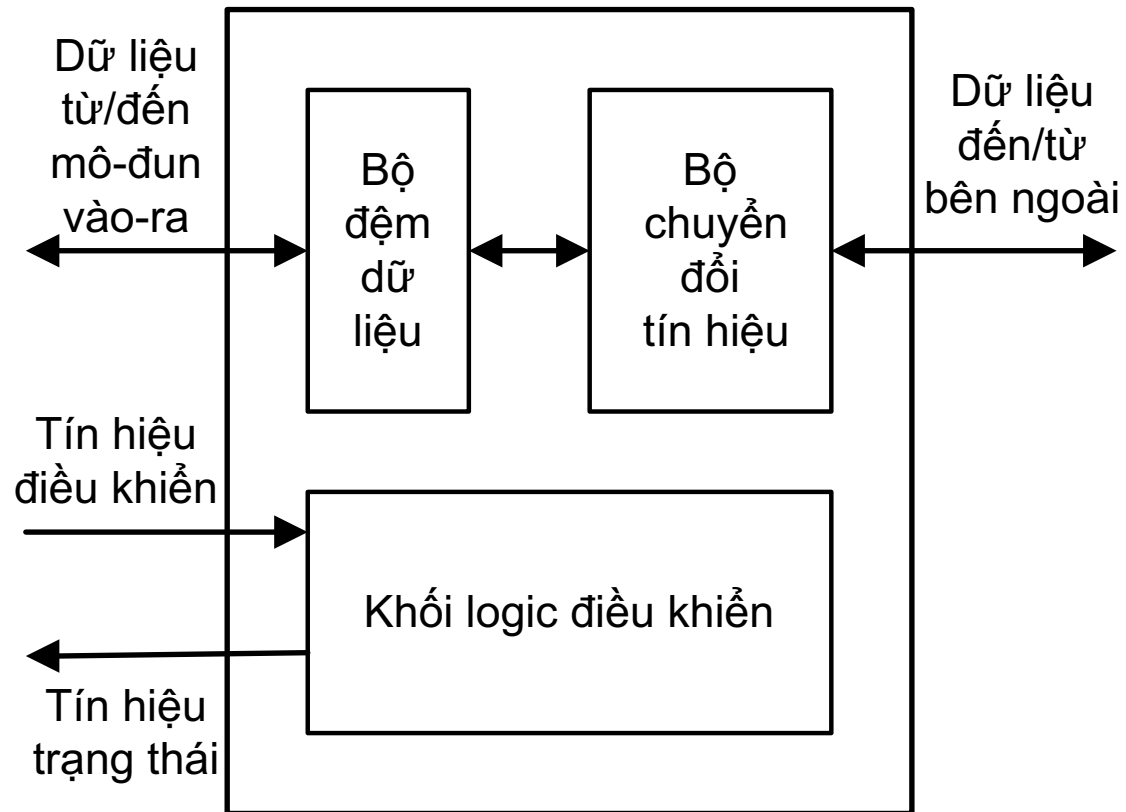 Dữ liệu
từ/đến
mô-đun
vào-ra
Bộ
đệm
dữ
liệu
Bộ
chuyển
đổi
tín hiệu
Dữ liệu
đến/từ
bên ngoài
Tín hiệu
điều khiển
Khối logic điều khiển
Tín hiệu
trạng thái